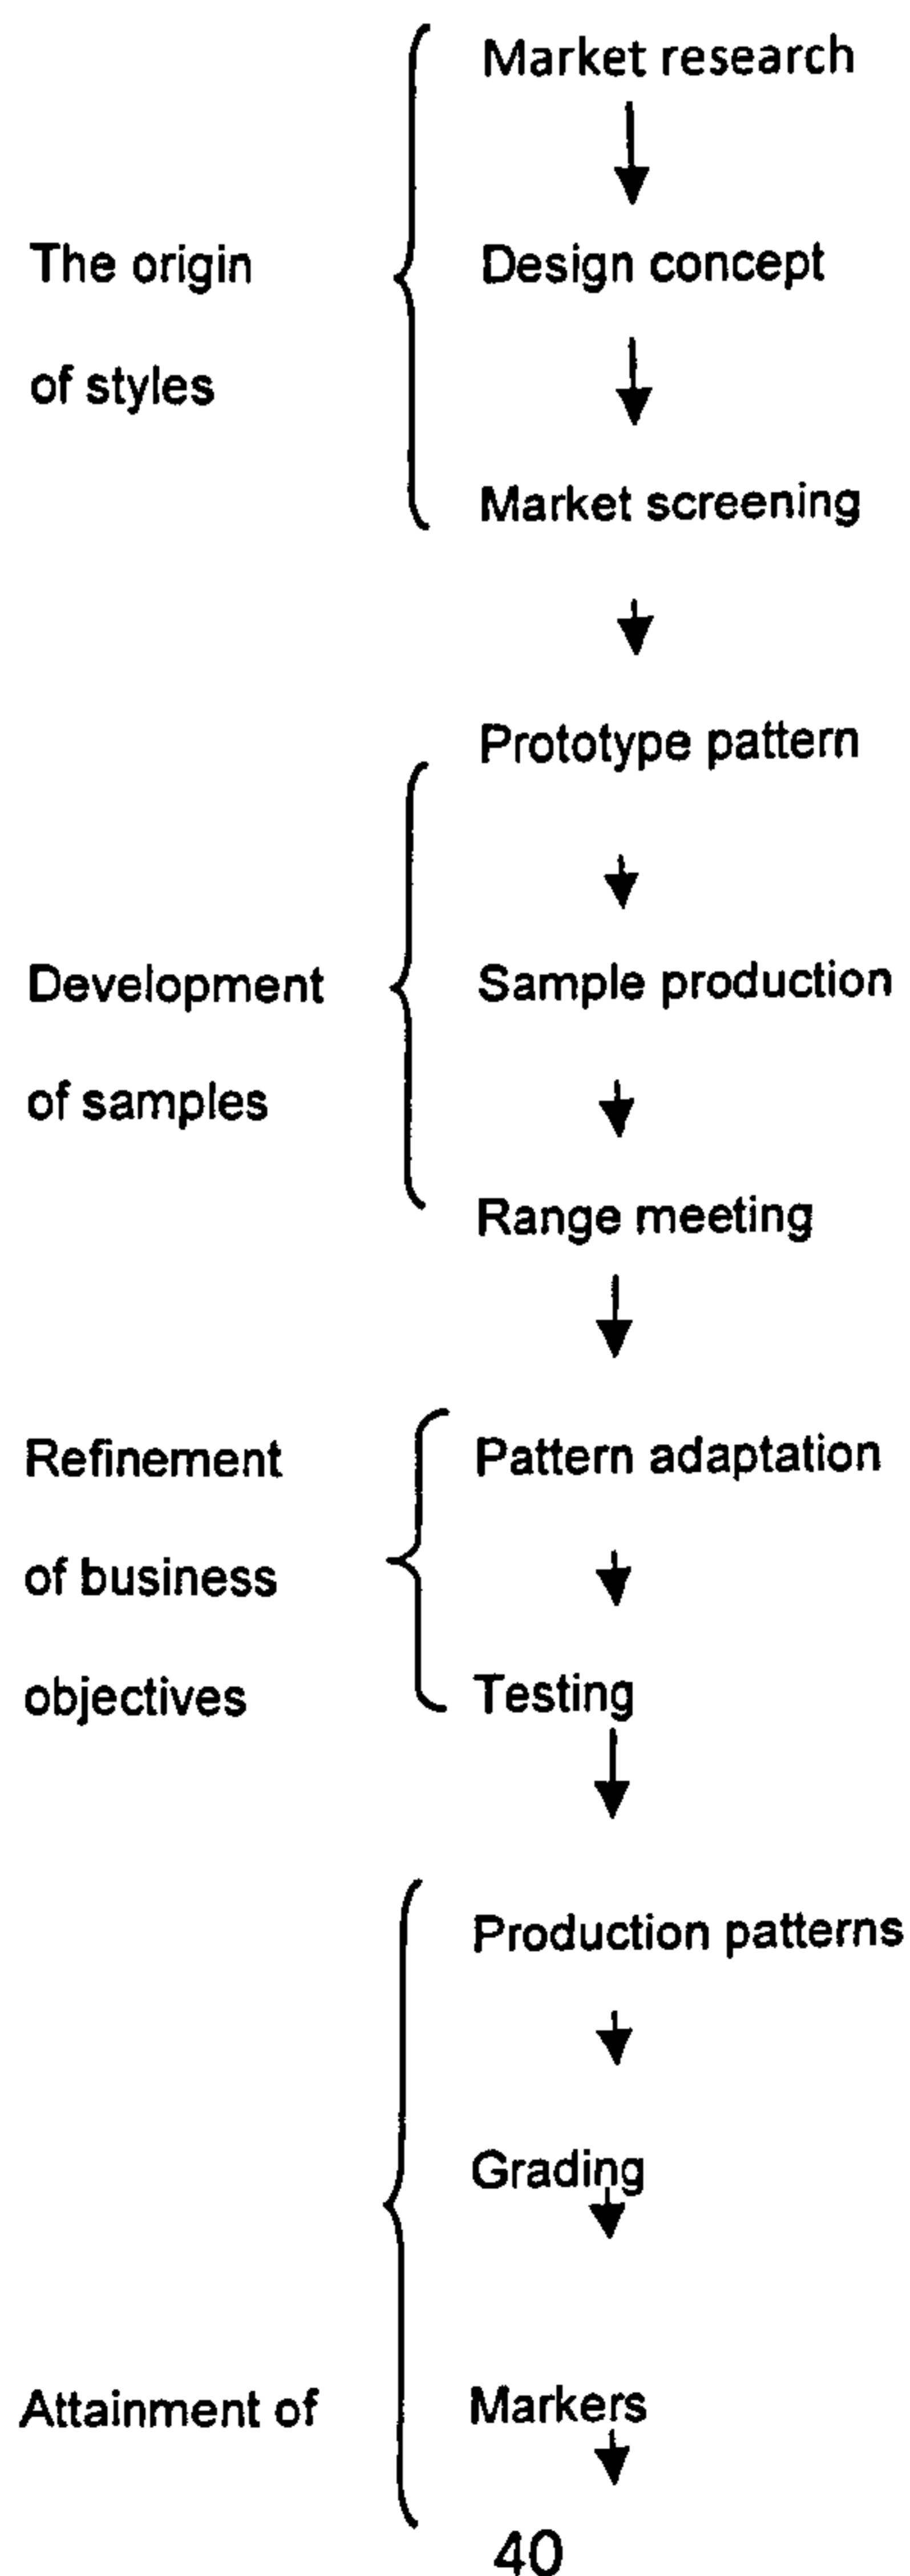 Market research
The origin
Design concept
of styles
Market screening
Prototype pattern
Development
Sample production
of samples
Range meeting
Refinement
Pattern adaptation
of business
objectives
Testing
Production patterns
Grading
Attainment of
Markers
40